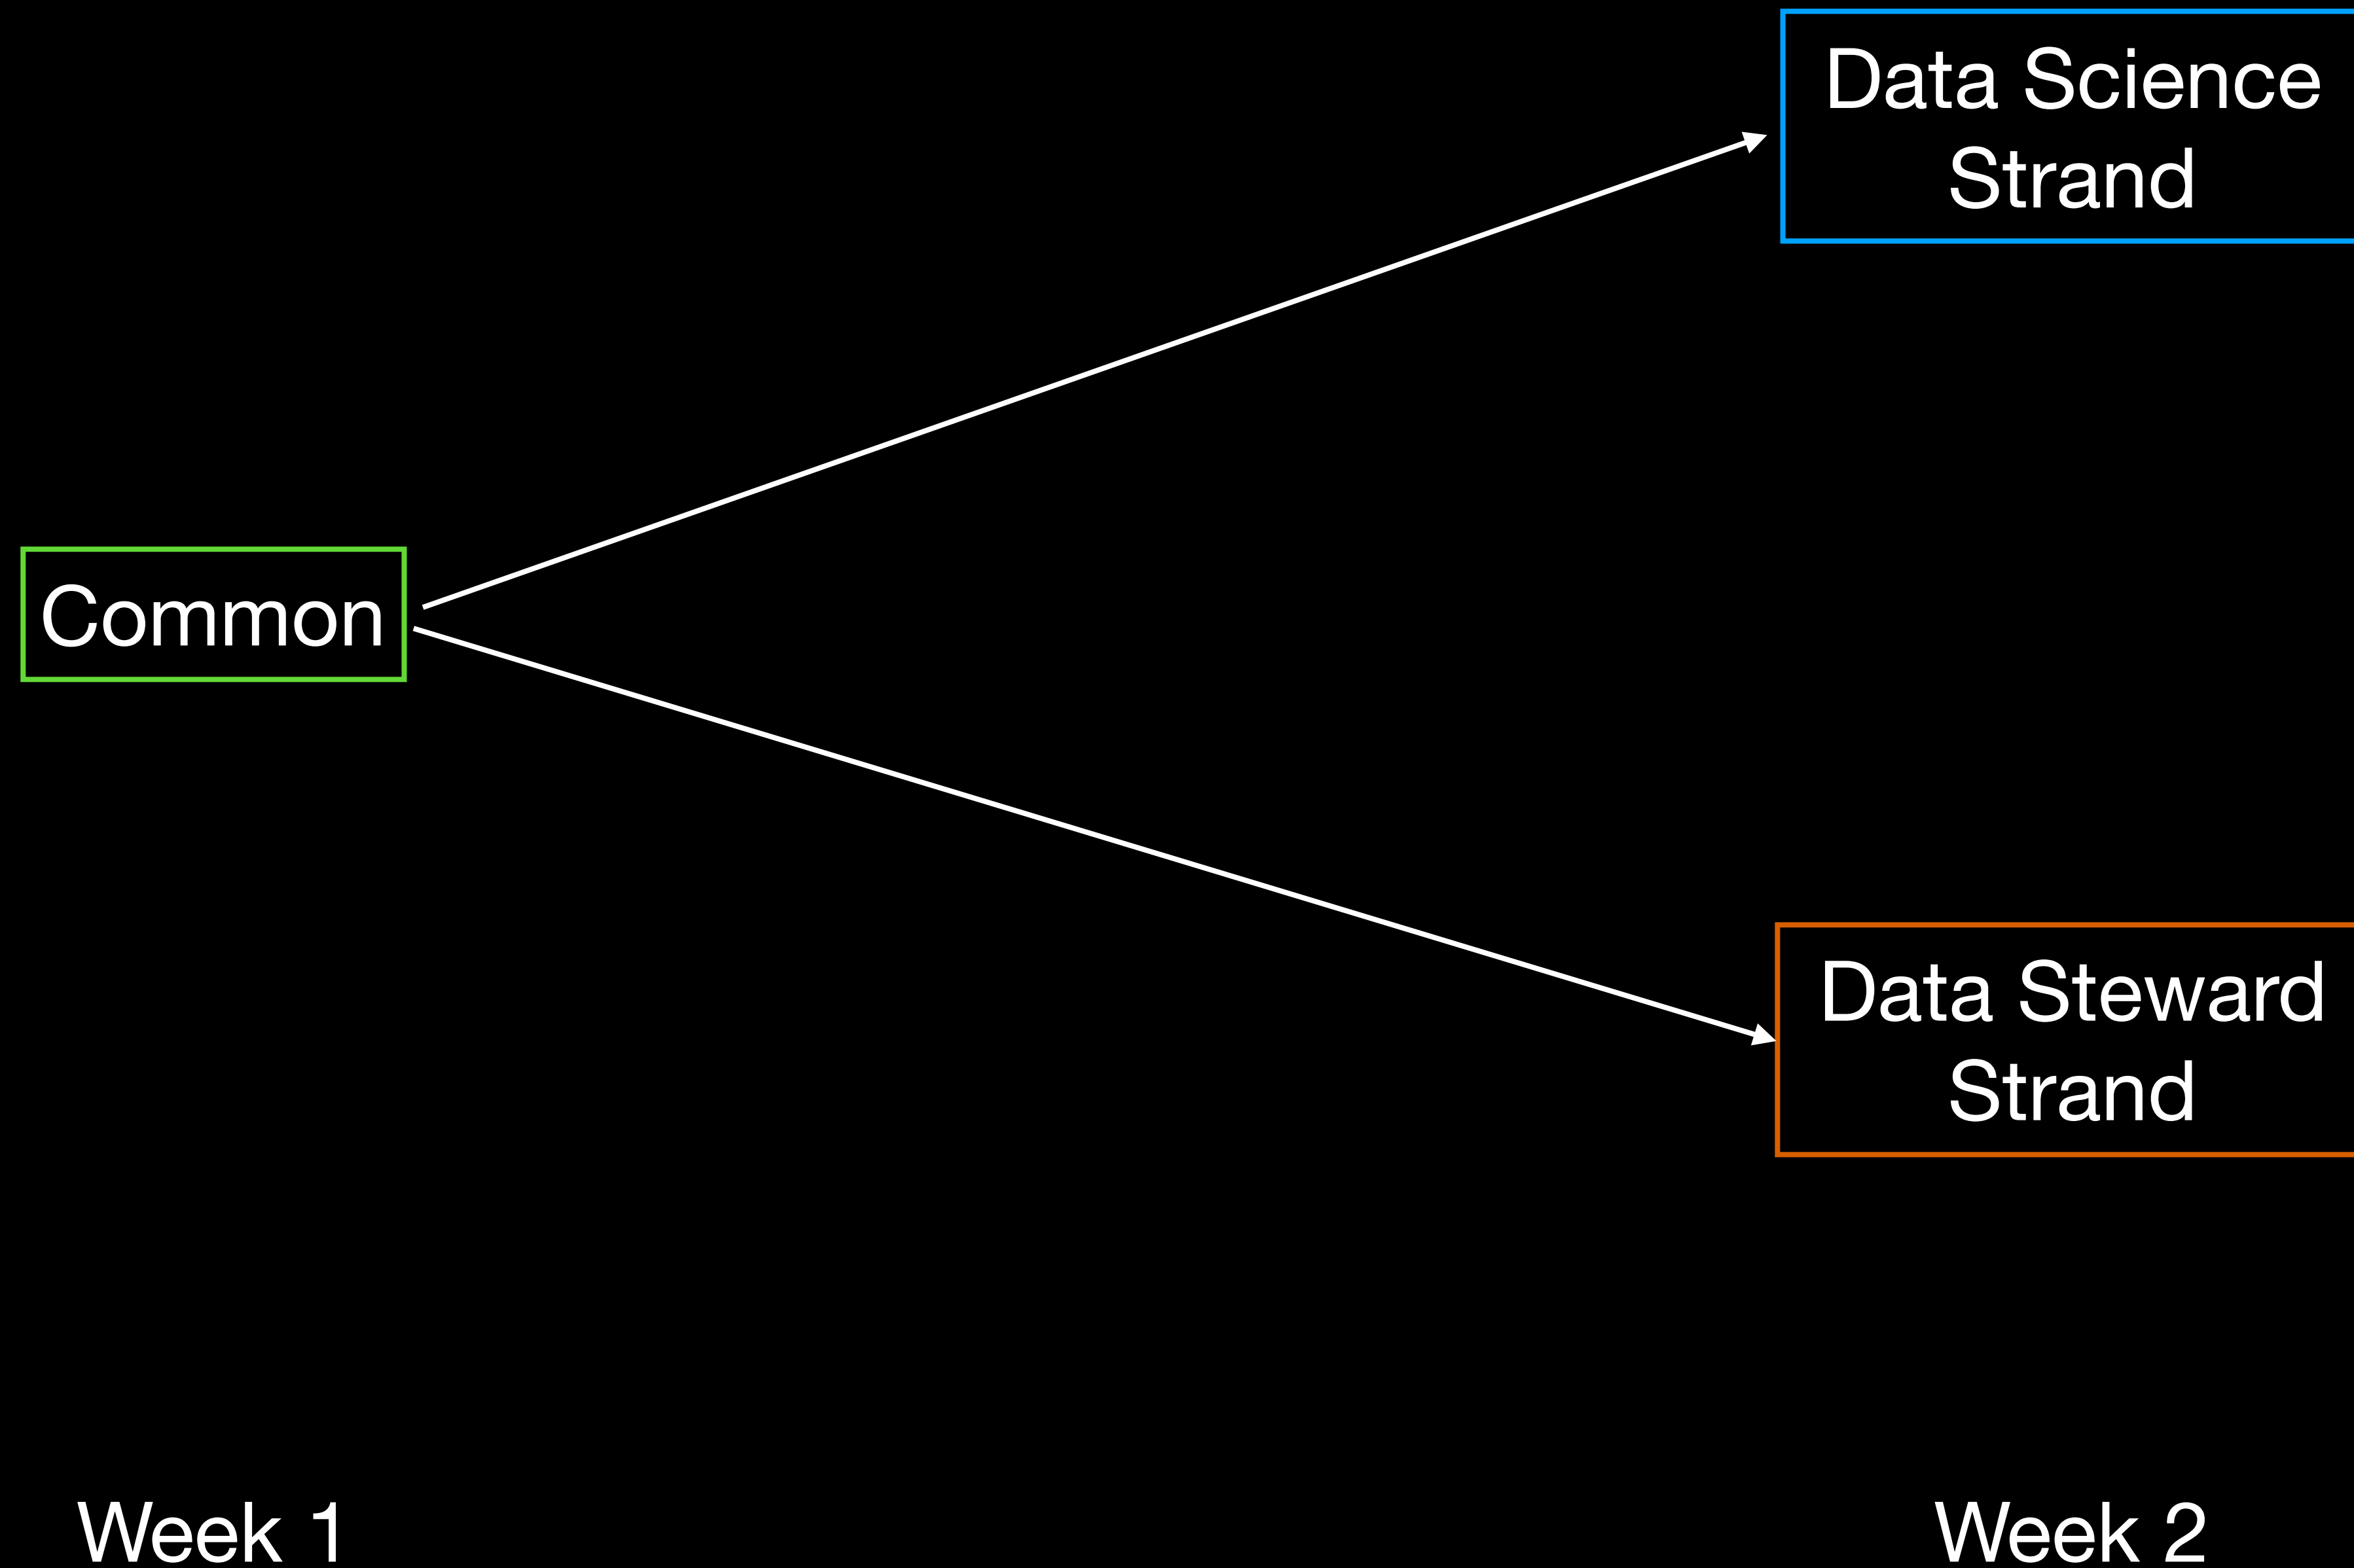 Data Science
Strand
Common
Data Steward
Strand
Week 1
Week 2